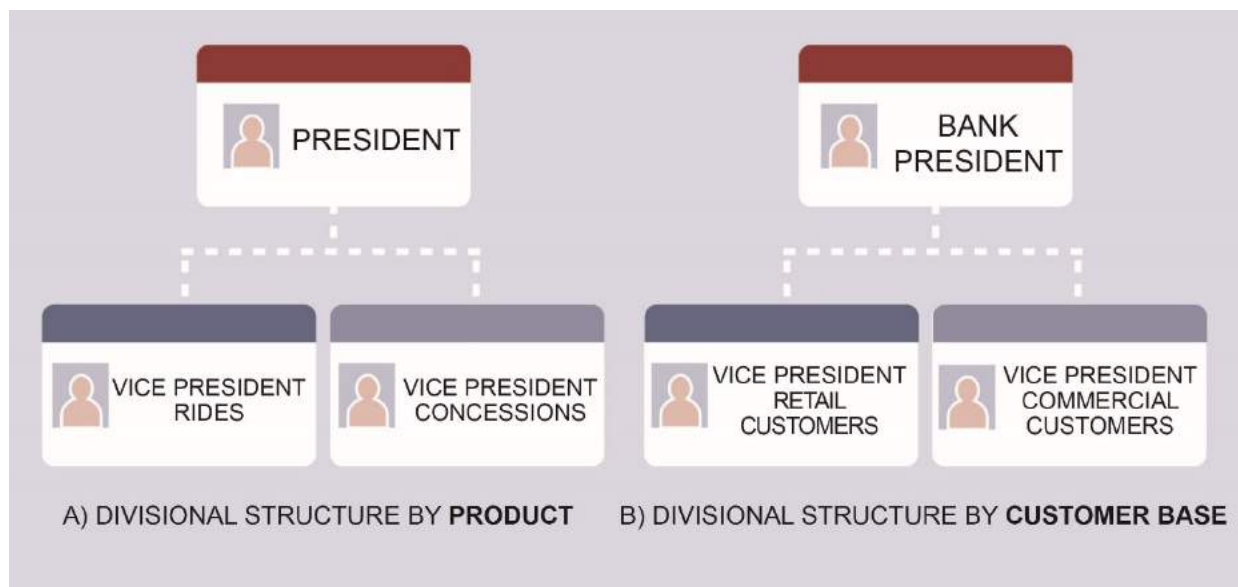 PRESIDENT
VICE PRESIDENT
RIDES
VICE PRESIDENT
CONCESSIONS
A) DIVISIONAL STRUCTURE BY PRODUCT
BANK
PRESIDENT
VICE PRESIDENT
RETAIL
CUSTOMERS
VICE PRESIDENT
COMMERCIAL
CUSTOMERS
B) DIVISIONAL STRUCTURE BY CUSTOMER BASE